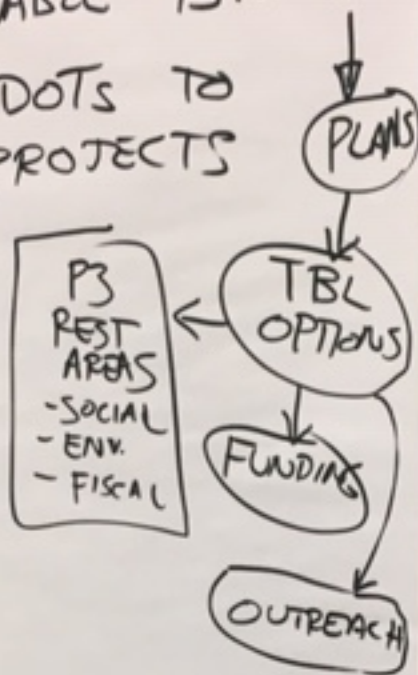 DOTS TO
PROJECTS
PLANS
TBL
OPTIONS
P3
REST
AREAS
-SOCIAL
- ENV.
- FISCAL
FUNDING
OUTREACH